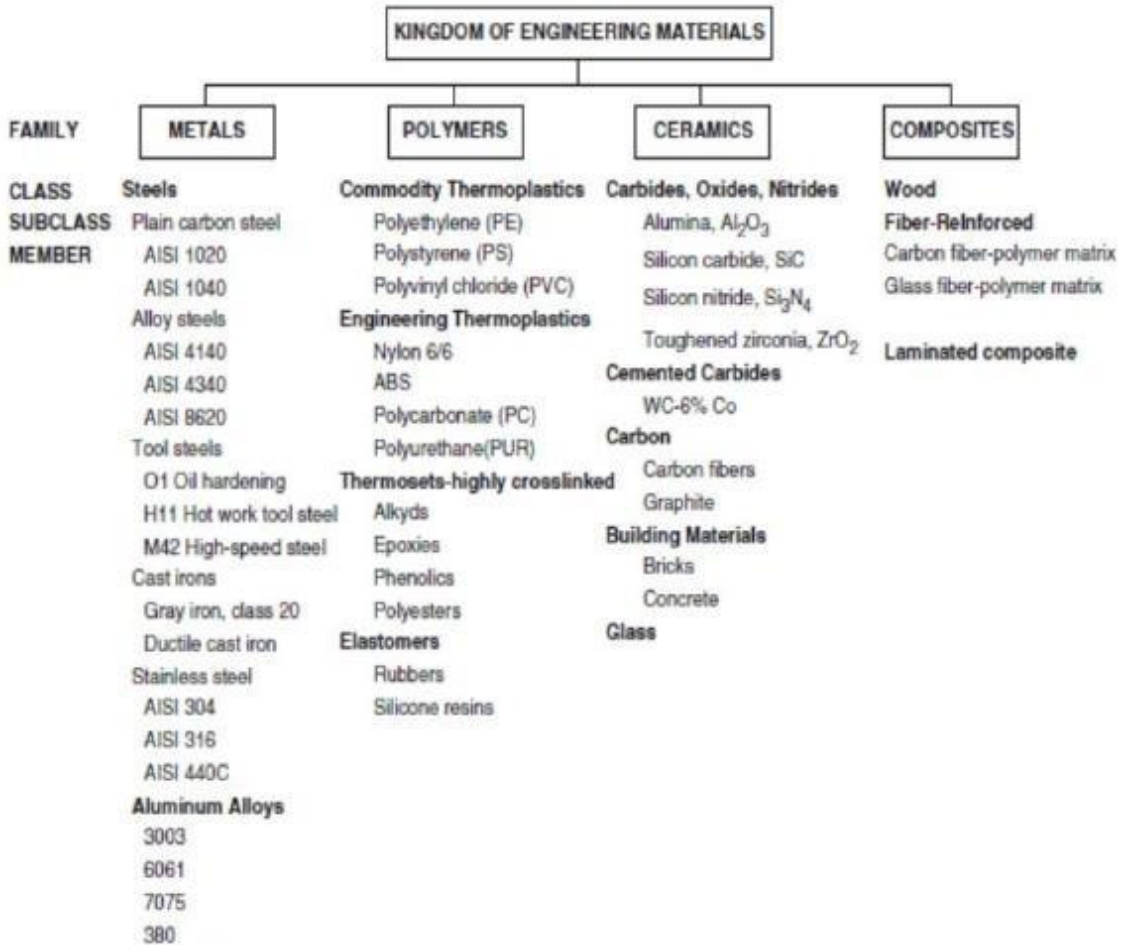 KINGDOM OF ENGINEERING MATERIALS
FAMILY
METALS
POLYMERS
CERAMICS
COMPOSITES
CLASS
SUBCLASS
MEMBER
Steels
Plain carbon steel
AISI 1020
AISI 1040
Alloy steels
AISI 4140
AISI 4340
AISI 8620
Tool steels
O1 Oil hardening
H11 Hot work tool steel
M42 High-speed steel
Cast irons
Gray iron, class 20
Ductile cast iron
Stainless steel
AISI 304
AISI 316
AISI 440C
Aluminum Alloys
3003
6061
7075
380
Commodity Thermoplastics
Polyethylene (PE)
Polystyrene (PS)
Polyvinyl chloride (PVC)
Engineering Thermoplastics
Nylon 6/6
ABS
Polycarbonate (PC)
Polyurethane(PUR)
Thermosets-highly crosslinked
Alkyds
Epoxies
Phenolics
Polyesters
Elastomers
Rubbers
Silicone resins
Carbides, Oxides, Nitrides
Alumina, Al₂O₃
Silicon carbide, SiC
Silicon nitride, Si₃N₄
Toughened zirconia, ZrO₂
Cemented Carbides
WC-6% Co
Carbon
Carbon fibers
Graphite
Building Materials
Bricks
Concrete
Glass
Wood
Fiber-Reinforced
Carbon fiber-polymer matrix
Glass fiber-polymer matrix
Laminated composite